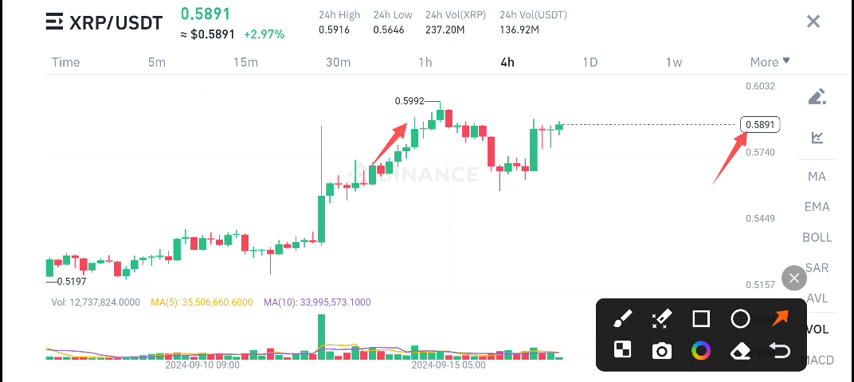 XRP/USDT
0.5891
≈ $0.5891 +2.97%
24h High 24h Low 24h Vol(XRP) 24h Vol(USDT)
0.5916 0.5646 237.20M 136.92M
Time 5m 15m 30m 1h 4h 1D 1w More
0.6032
0.5992
0.5891
0.5740
BINANCE
MA
EMA
0.5449
BOLL
SAR
0.5197
0.5157
AVL
Vol: 12,737,824.0000 MA(5): 35,506,660.6000 MA(10): 33,995,573.1000
VOL
MACD
2024-09-10 09:00 2024-09-15 05:00